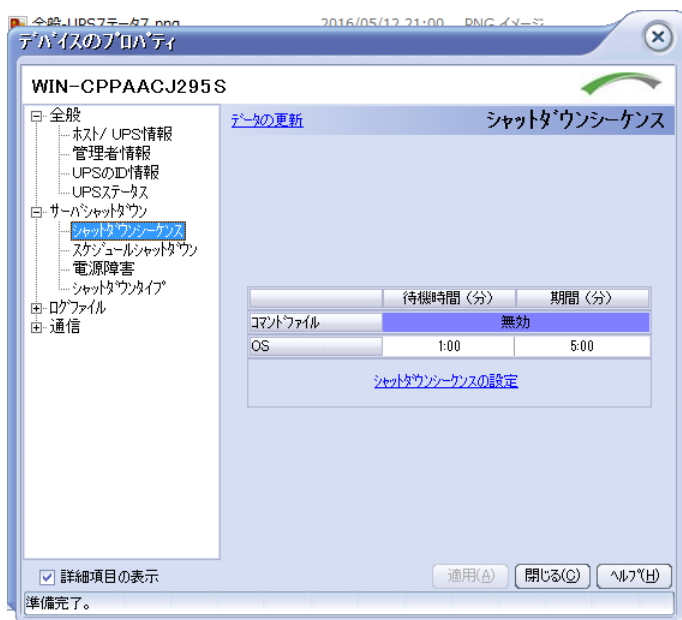 全般-UPSステータス.png 2016/05/12 21:00 PNG イメージ
デバイスのプロパティ
WIN-CPPAACJ295S
全般
ホスト/ UPS情報
管理者情報
UPSのID情報
UPSステータス
サーバシャットダウン
シャットダウンシーケンス
スケジュールシャットダウン
電源障害
シャットダウンタイプ
ログファイル
通信
データの更新
シャットダウンシーケンス
待機時間(分) 期間(分)
コマンドファイル 無効
OS 1:00 5:00
シャットダウンシーケンスの設定
詳細項目の表示
適用(A) 閉じる(C) ヘルプ(H)
準備完了。